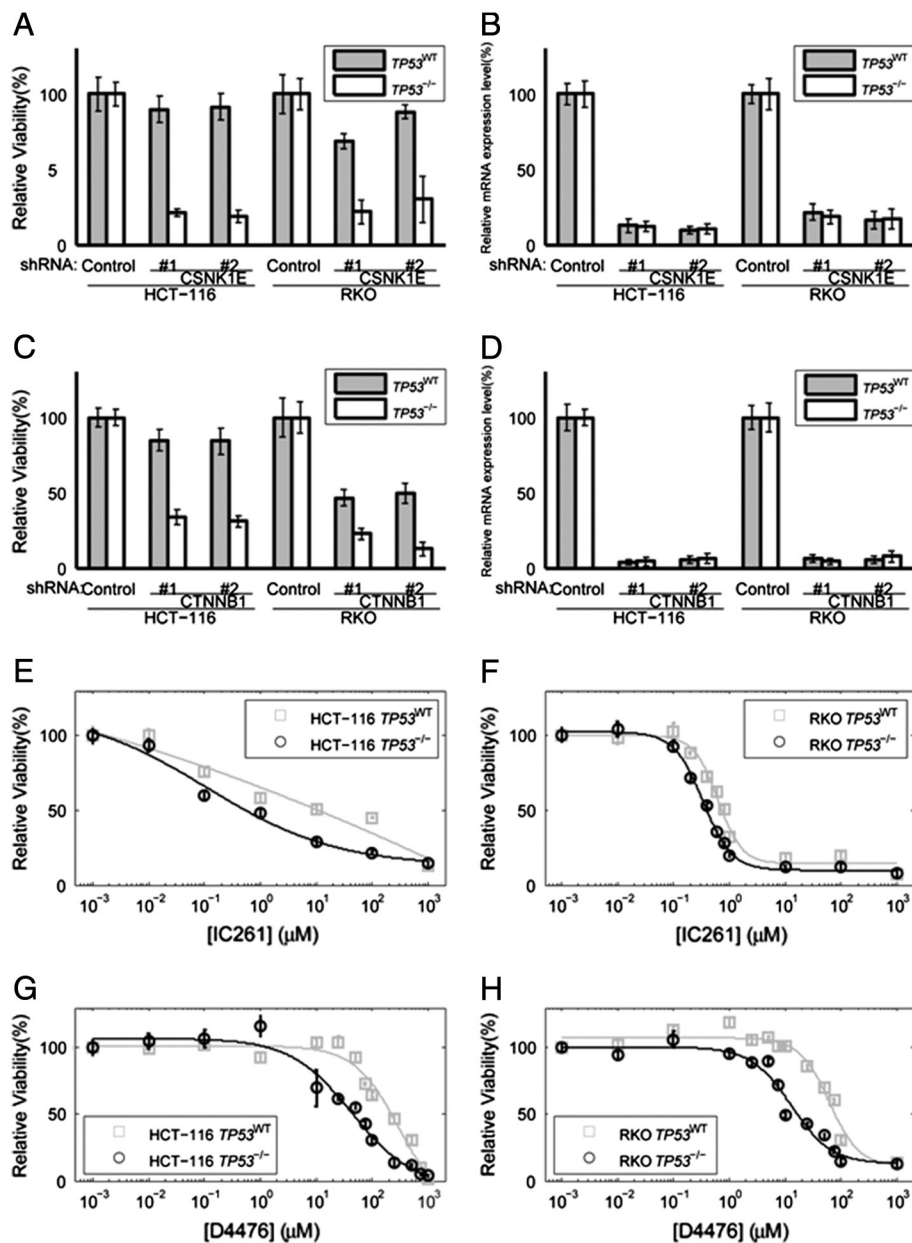 A
Relative Viability(%)
100
5
0
TP53WT
TP53−/−
shRNA: Control #1 #2 Control #1 #2
CSNK1E CSNK1E
HCT−116 RKO
B
Relative mRNA expression level(%)
100
50
0
TP53WT
TP53−/−
shRNA: Control #1 #2 Control #1 #2
CSNK1E CSNK1E
HCT−116 RKO
C
Relative Viability(%)
100
50
0
TP53WT
TP53−/−
shRNA: Control #1 #2 Control #1 #2
CTNNB1 CTNNB1
HCT−116 RKO
D
Relative mRNA expression level(%)
100
50
0
TP53WT
TP53−/−
shRNA: Control #1 #2 Control #1 #2
CTNNB1 CTNNB1
HCT−116 RKO
E
Relative Viability(%)
100
50
0
HCT−116 TP53WT
HCT−116 TP53−/−
10−3 10−2 10−1 100 101 102 103
[IC261] (μM)
F
Relative Viability(%)
100
50
0
RKO TP53WT
RKO TP53−/−
10−3 10−2 10−1 100 101 102 103
[IC261] (μM)
G
Relative Viability(%)
100
50
0
HCT−116 TP53WT
HCT−116 TP53−/−
10−3 10−2 10−1 100 101 102 103
[D4476] (μM)
H
Relative Viability(%)
100
50
0
RKO TP53WT
RKO TP53−/−
10−3 10−2 10−1 100 101 102 103
[D4476] (μM)